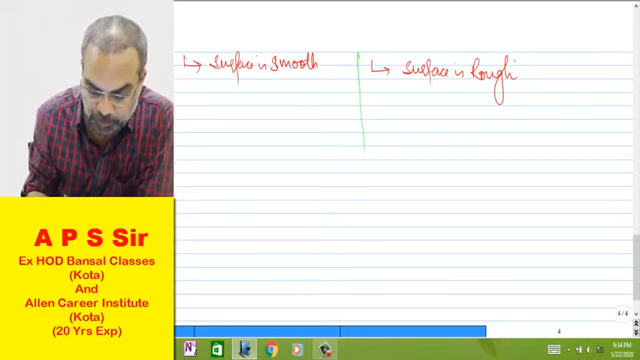 ↳ Surface is Smooth
↳ Surface is Rough
A P S Sir
Ex HOD Bansal Classes
(Kota)
And
Allen Career Institute
(Kota)
(20 Yrs Exp)
4/4
4
9:34 PM
5/22/2020